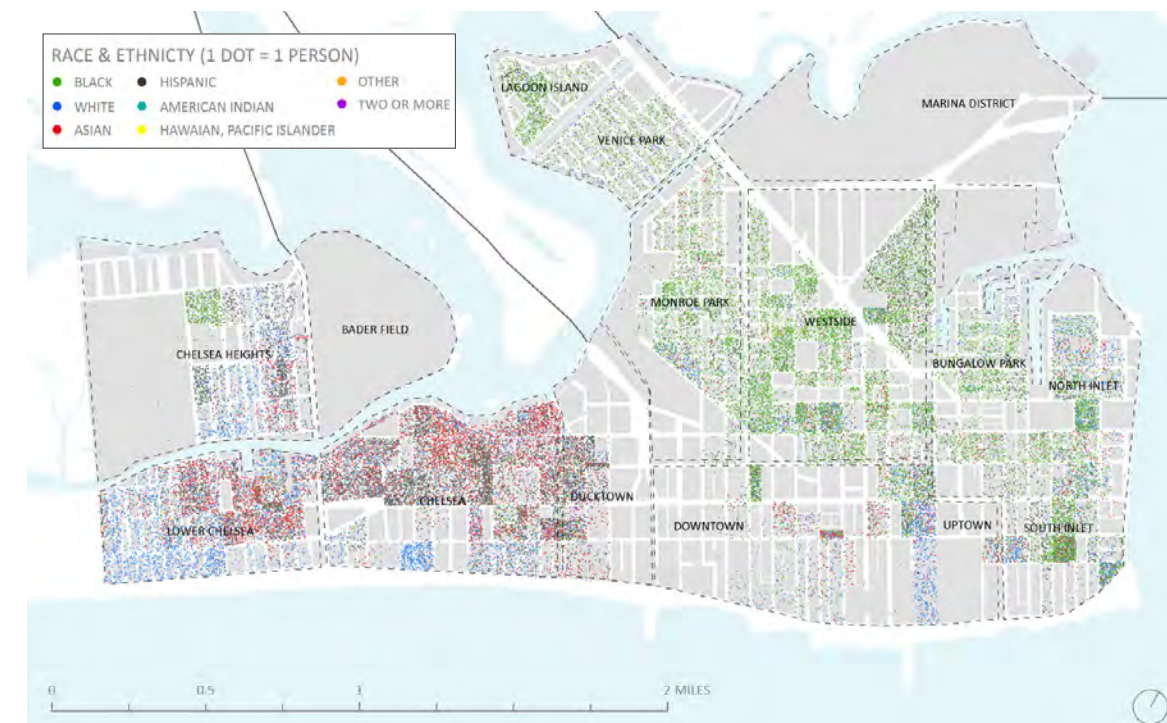 RACE & ETHNICTY (1 DOT = 1 PERSON)
BLACK HISPANIC OTHER
WHITE AMERICAN INDIAN TWO OR MORE
ASIAN HAWAIAN, PACIFIC ISLANDER
LAGOON ISLAND
MARINA DISTRICT
VENICE PARK
MONROE PARK
WESTSIDE
BADER FIELD
CHELSEA HEIGHTS
BUNGALOW PARK
NORTH INLET
CHELSEA
DUCKTOWN
LOWER CHELSEA
DOWNTOWN
UPTOWN
SOUTH INLET
0 0.5 1 2 MILES